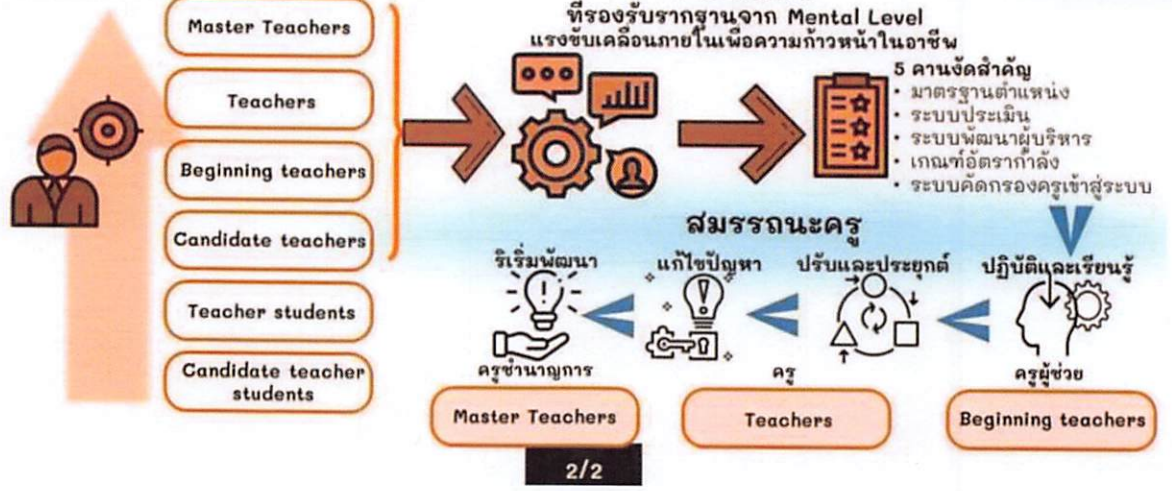 Master Teachers
Teachers
Beginning teachers
Candidate teachers
Teacher students
Candidate teacher
students
ที่รองรับรากฐานจาก Mental Level
แรงขับเคลื่อนภายในเพื่อความก้าวหน้าในอาชีพ
5 คานงัดสำคัญ
• มาตรฐานตำแหน่ง
• ระบบประเมิน
• ระบบพัฒนาผู้บริหาร
• เกณฑ์อัตรากำลัง
• ระบบคัดกรองครูเข้าสู่ระบบ
สมรรถนะครู
ริเริ่มพัฒนา
แก้ไขปัญหา
ปรับและประยุกต์
ปฏิบัติและเรียนรู้
ครูชำนาญการ
ครู
ครูผู้ช่วย
Master Teachers
Teachers
Beginning teachers
2/2